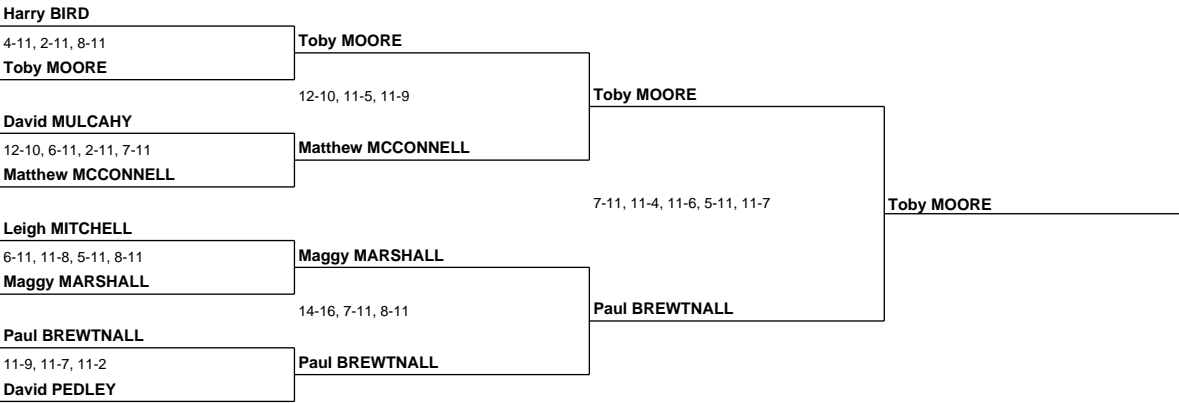 Harry BIRD
4-11, 2-11, 8-11
Toby MOORE
David MULCAHY
12-10, 6-11, 2-11, 7-11
Matthew MCCONNELL
Leigh MITCHELL
6-11, 11-8, 5-11, 8-11
Maggy MARSHALL
Paul BREWTNALL
11-9, 11-7, 11-2
David PEDLEY
Toby MOORE
12-10, 11-5, 11-9
Matthew MCCONNELL
Maggy MARSHALL
14-16, 7-11, 8-11
Paul BREWTNALL
Toby MOORE
7-11, 11-4, 11-6, 5-11, 11-7
Paul BREWTNALL
Toby MOORE